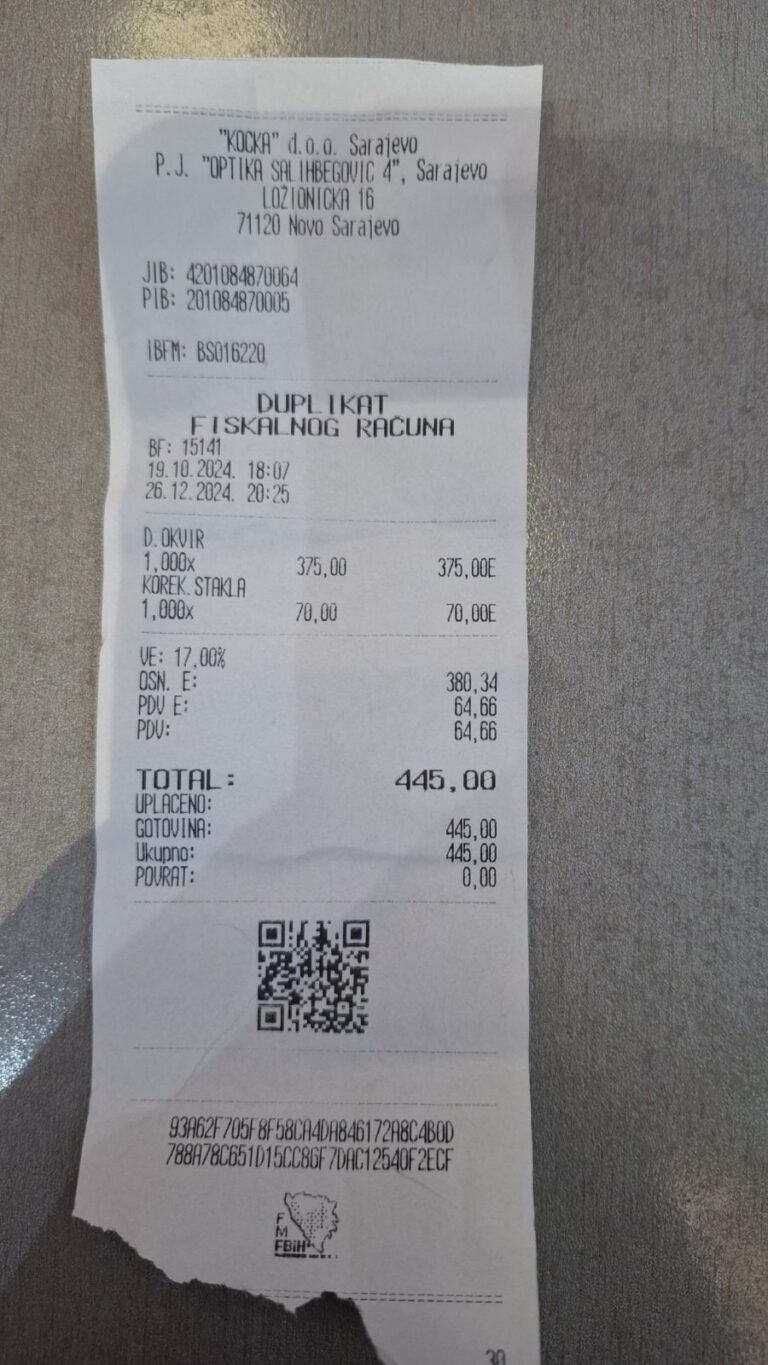 "KOCKA" d.o.o. Sarajevo
P.J. "OPTIKA SALIHBEGOVIC 4", Sarajevo
LOŽIONICKA 16
71120 Novo Sarajevo
JIB: 4201084870064
PIB: 201084870005
IBFM: BS016220
DUPLIKAT
FISKALNOG RAČUNA
BF: 15141
19.10.2024. 18:07
26.12.2024. 20:25
D.OKVIR
1,000x 375,00 375,00E
KOREK.STAKLA
1,000x 70,00 70,00E
VE: 17,00%
OSN. E: 380,34
PDV E: 64,66
PDV: 64,66
TOTAL: 445,00
UPLAĆENO:
GOTOVINA: 445,00
Ukupno: 445,00
POVRAT: 0,00
93A62F705F8F58CA4DA846172A8C4B0D
788A78C651D15CC86F7DAC12540F2ECF
FM
FBiH
30